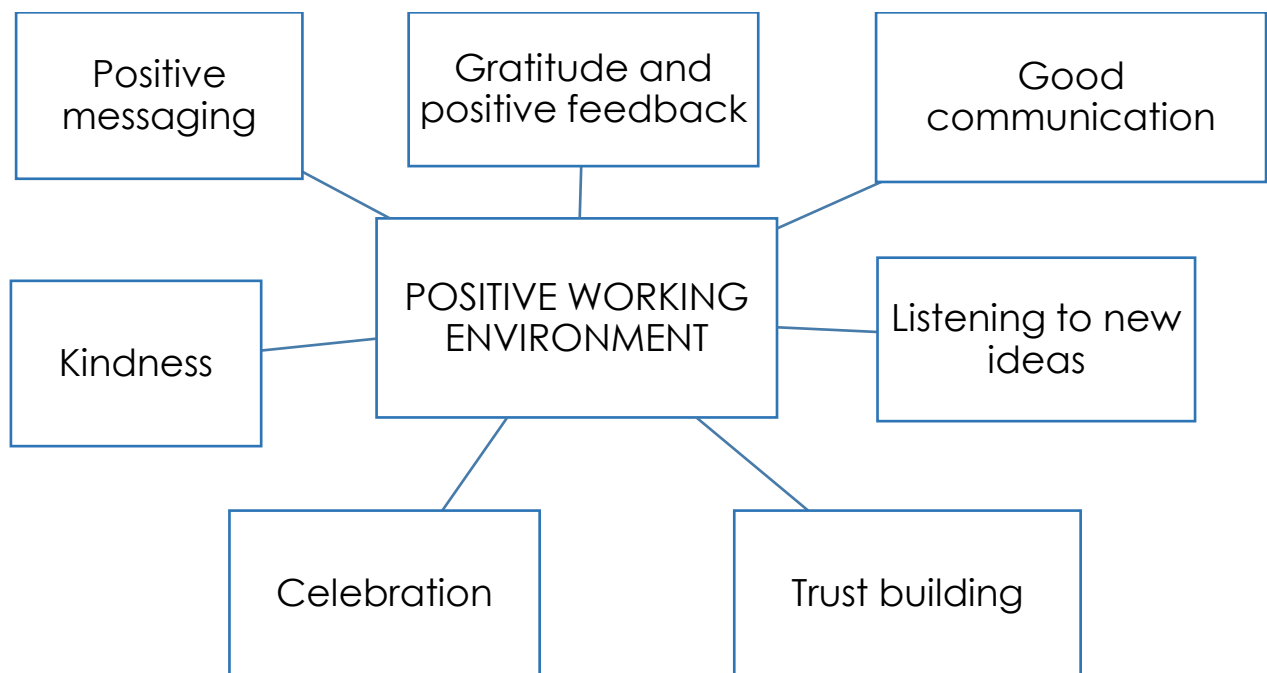 Positive
messaging
Gratitude and
positive feedback
Good
communication
POSITIVE WORKING
ENVIRONMENT
Kindness
Listening to new
ideas
Celebration
Trust building